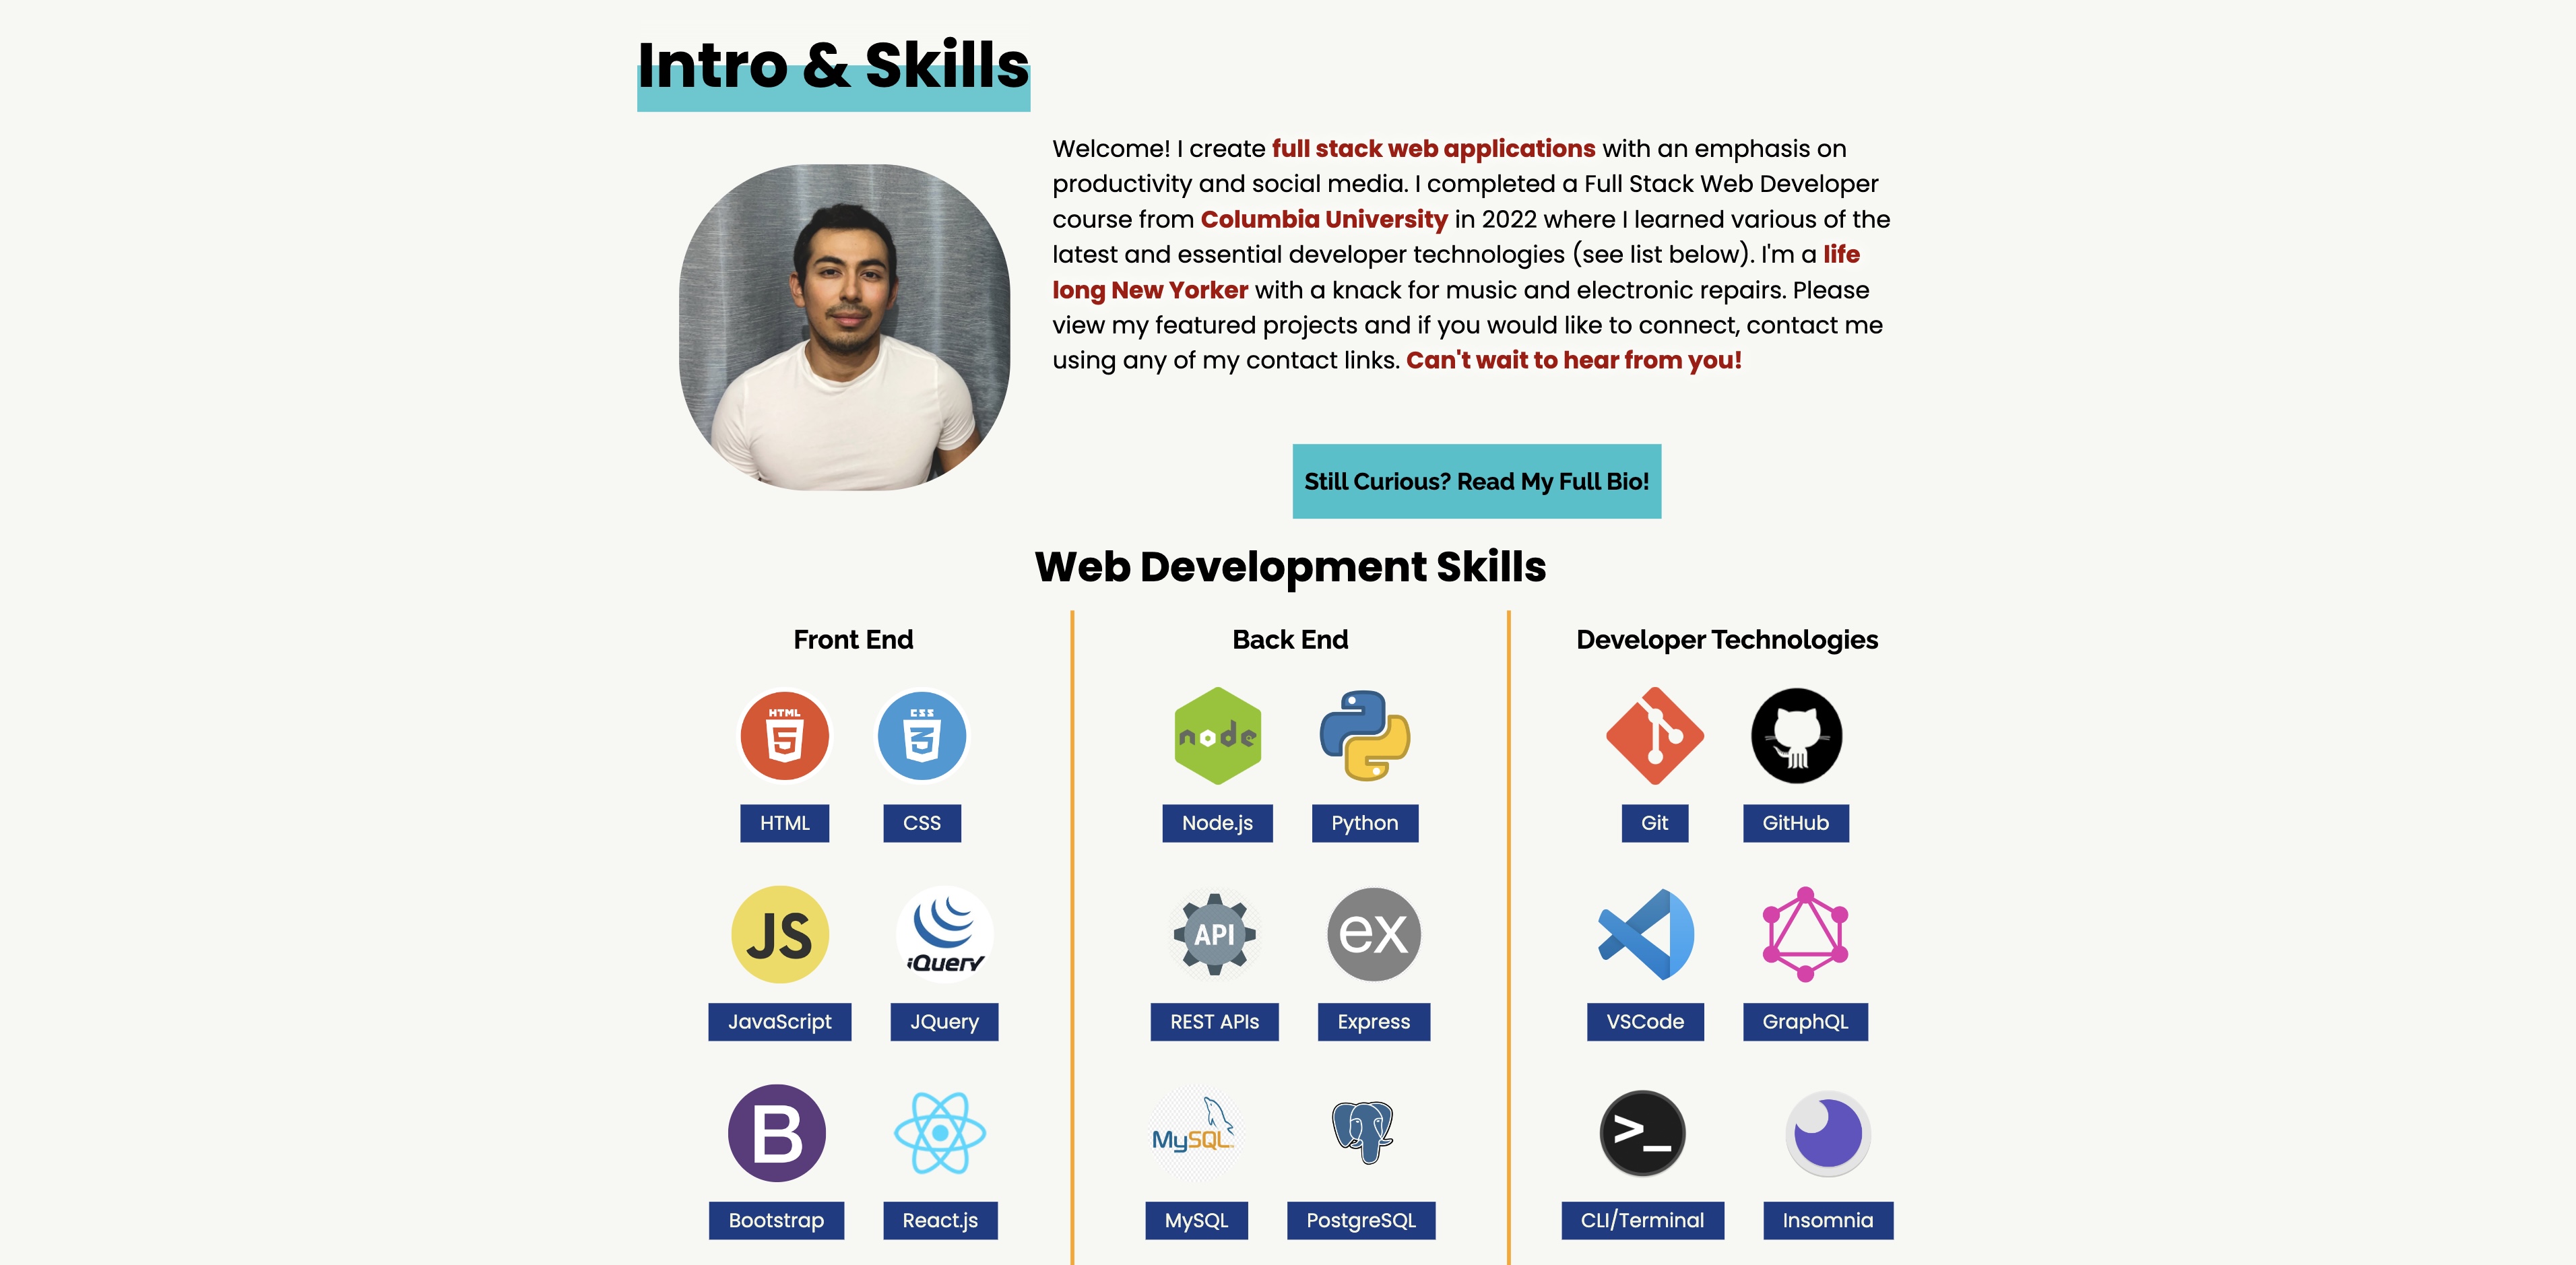 Intro & Skills
Welcome! I create full stack web applications with an emphasis on
productivity and social media. I completed a Full Stack Web Developer
course from Columbia University in 2022 where I learned various of the
latest and essential developer technologies (see list below). I'm a life
long New Yorker with a knack for music and electronic repairs. Please
view my featured projects and if you would like to connect, contact me
using any of my contact links. Can't wait to hear from you!
Still Curious? Read My Full Bio!
Web Development Skills
Front End
HTML
5
CSS
3
HTML
CSS
JS
jQuery
JavaScript
JQuery
B
Bootstrap
React.js
Back End
node
Node.js
Python
API
ex
REST APIs
Express
MySQL
MySQL
PostgreSQL
Developer Technologies
Git
GitHub
VSCode
GraphQL
>_
CLI/Terminal
Insomnia